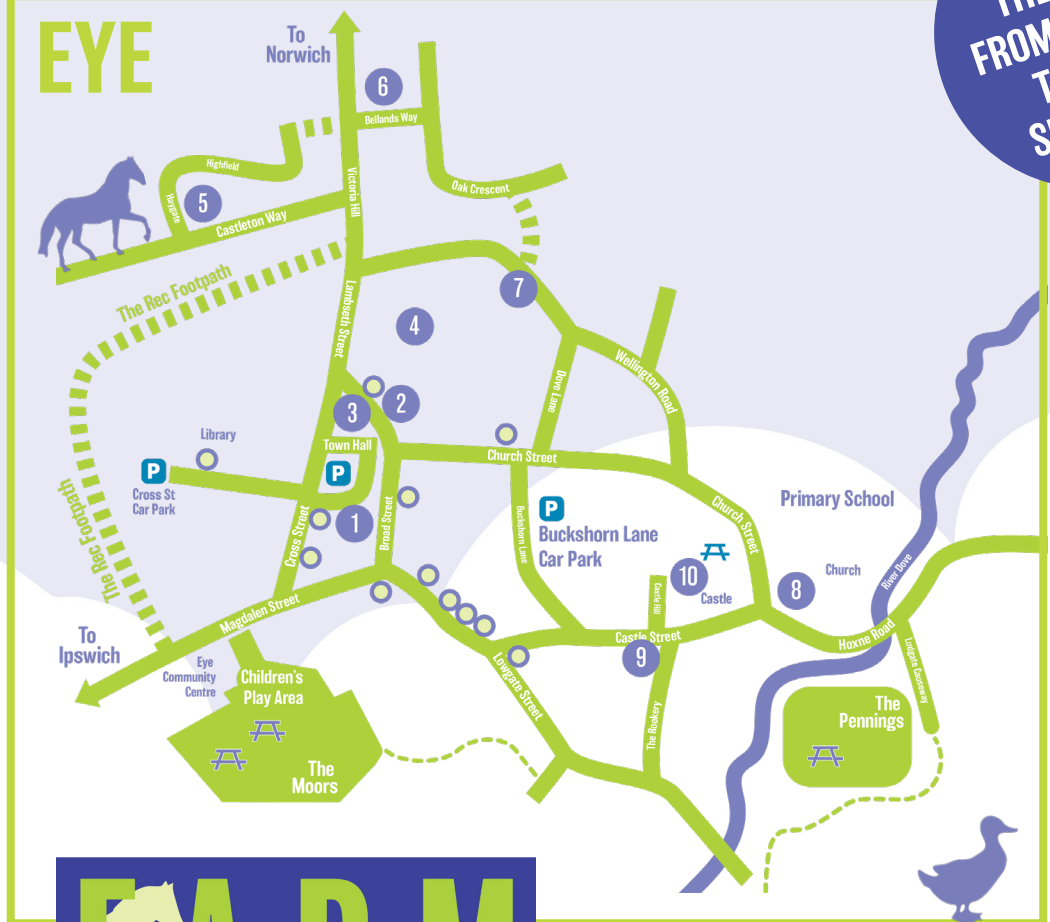 EYE
To
Norwich
THE
FROM
6
Bellands Way
Highfield
Haygate
5
Castleton Way
Victoria Hill
Oak Crescent
The Rec Footpath
7
Lambseth Street
4
Wellington Road
Dove Lane
2
3
Town Hall
P
Library
P
Cross St
Car Park
Church Street
The Rec Footpath
1
Cross Street
Broad Street
Buckshorn Lane
P
Buckshorn Lane
Car Park
Church Street
Primary School
10
Castle
Castle Hill
8
Church
River Dove
Magdalen Street
To
Ipswich
Eye
Community
Centre
Children's
Play Area
The
Moors
Castle Street
9
Lowgate Street
The Rookery
Hoxne Road
Ludgate Causeway
The
Pennings
FARM